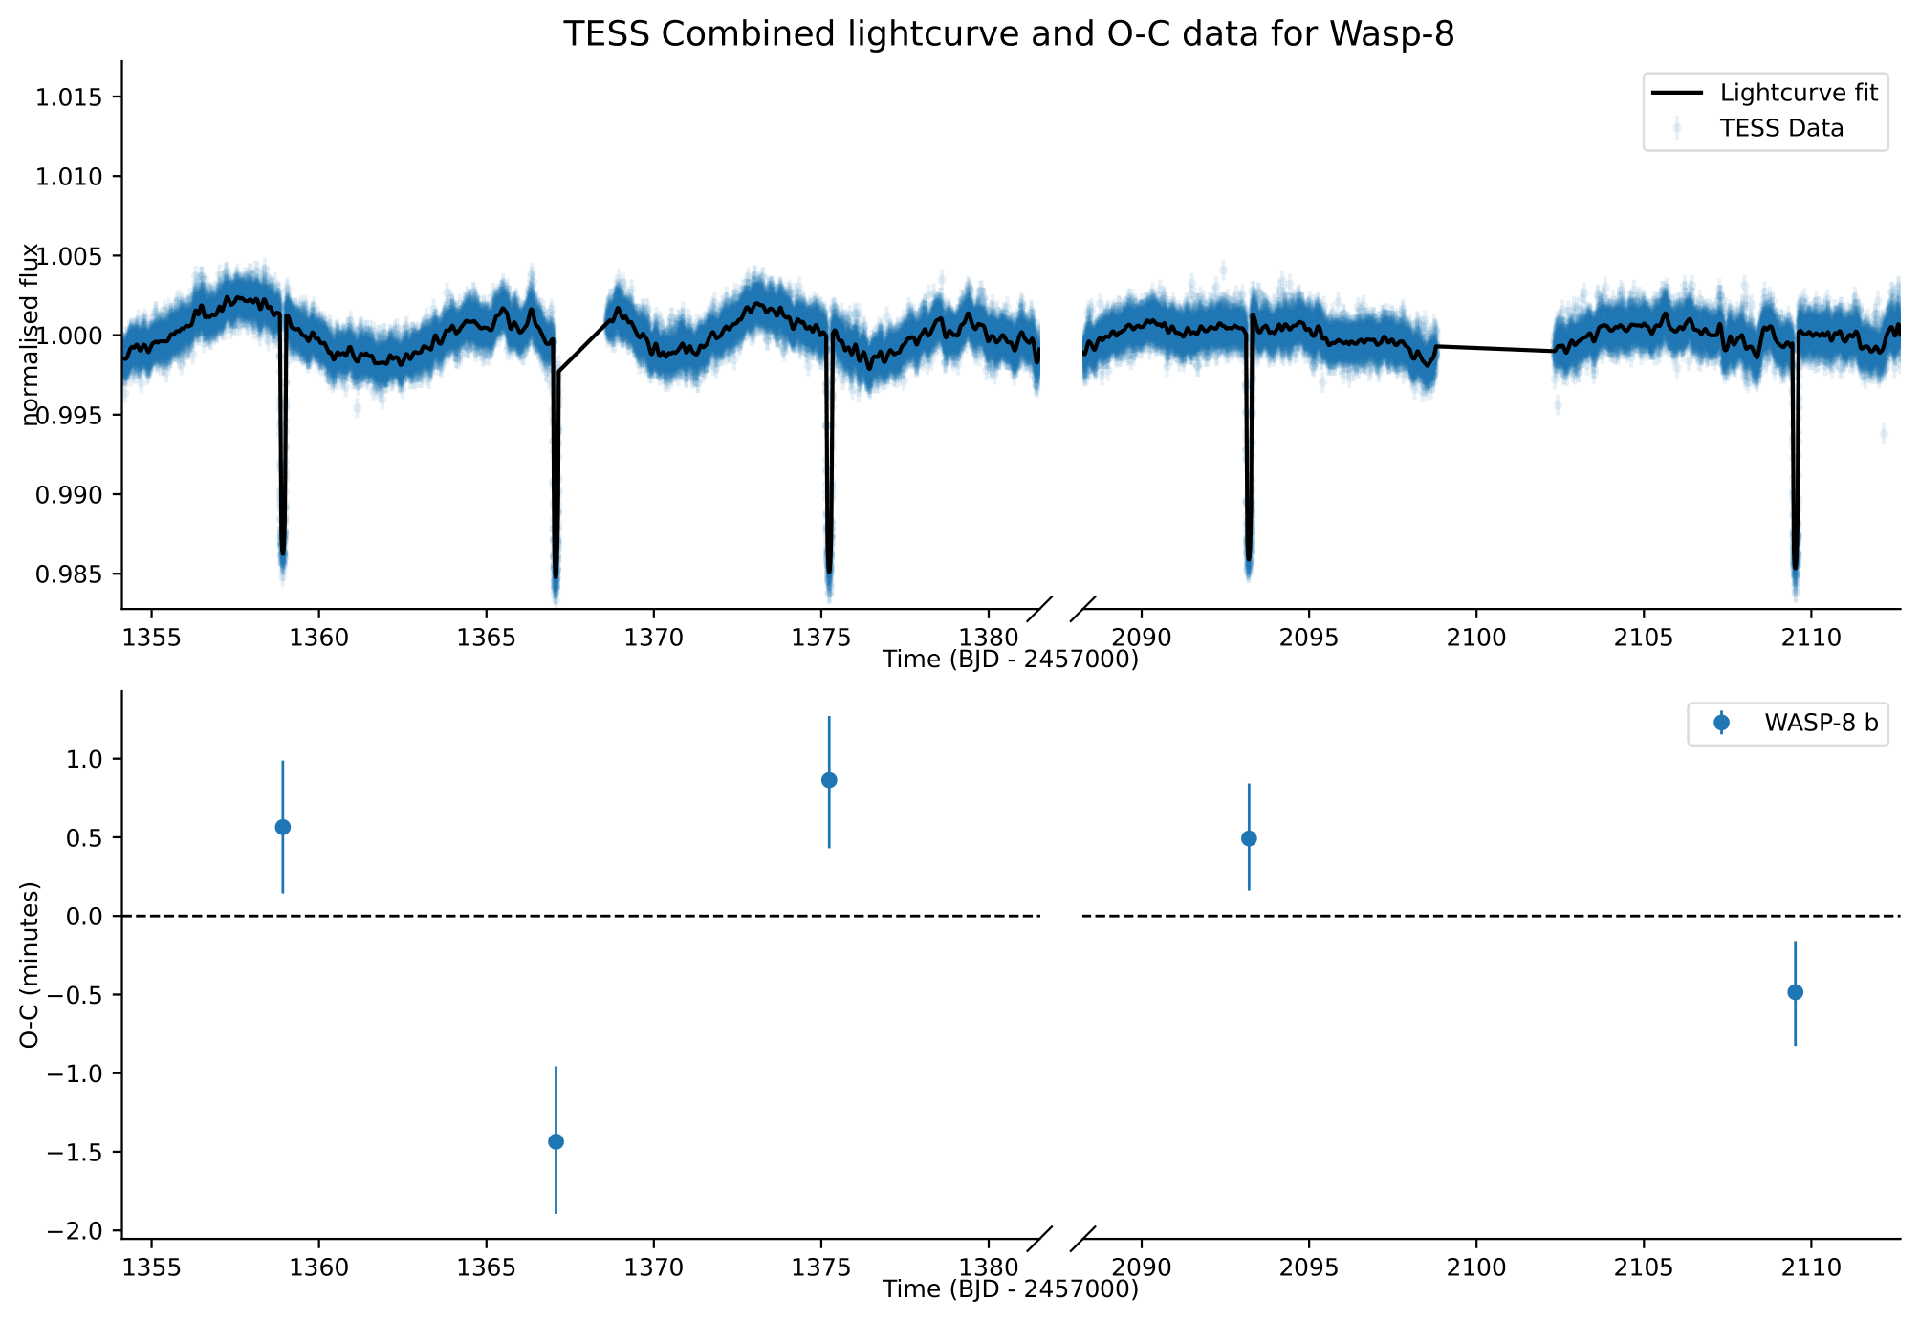 TESS Combined lightcurve and O-C data for Wasp-8
Lightcurve fit
TESS Data
normalised flux
1.015
1.010
1.005
1.000
0.995
0.990
0.985
1355 1360 1365 1370 1375 1380 2090 2095 2100 2105 2110
Time (BJD - 2457000)
WASP-8 b
O-C (minutes)
1.0
0.5
0.0
−0.5
−1.0
−1.5
−2.0
1355 1360 1365 1370 1375 1380 2090 2095 2100 2105 2110
Time (BJD - 2457000)